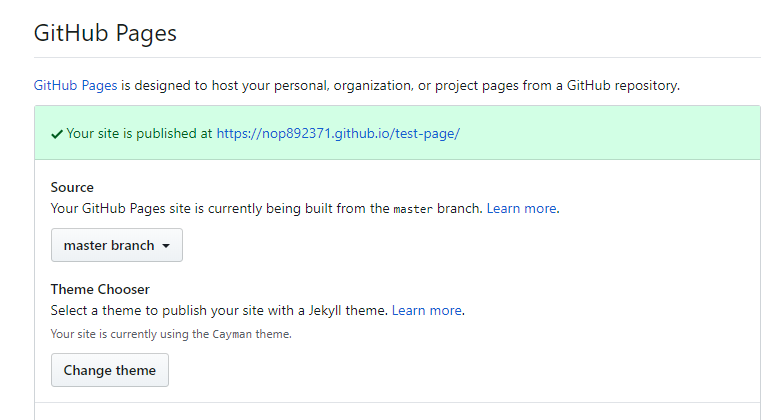 GitHub Pages
GitHub Pages is designed to host your personal, organization, or project pages from a GitHub repository.
Your site is published at https://nop892371.github.io/test-page/
Source
Your GitHub Pages site is currently being built from the master branch. Learn more.
master branch
Theme Chooser
Select a theme to publish your site with a Jekyll theme. Learn more.
Your site is currently using the Cayman theme.
Change theme